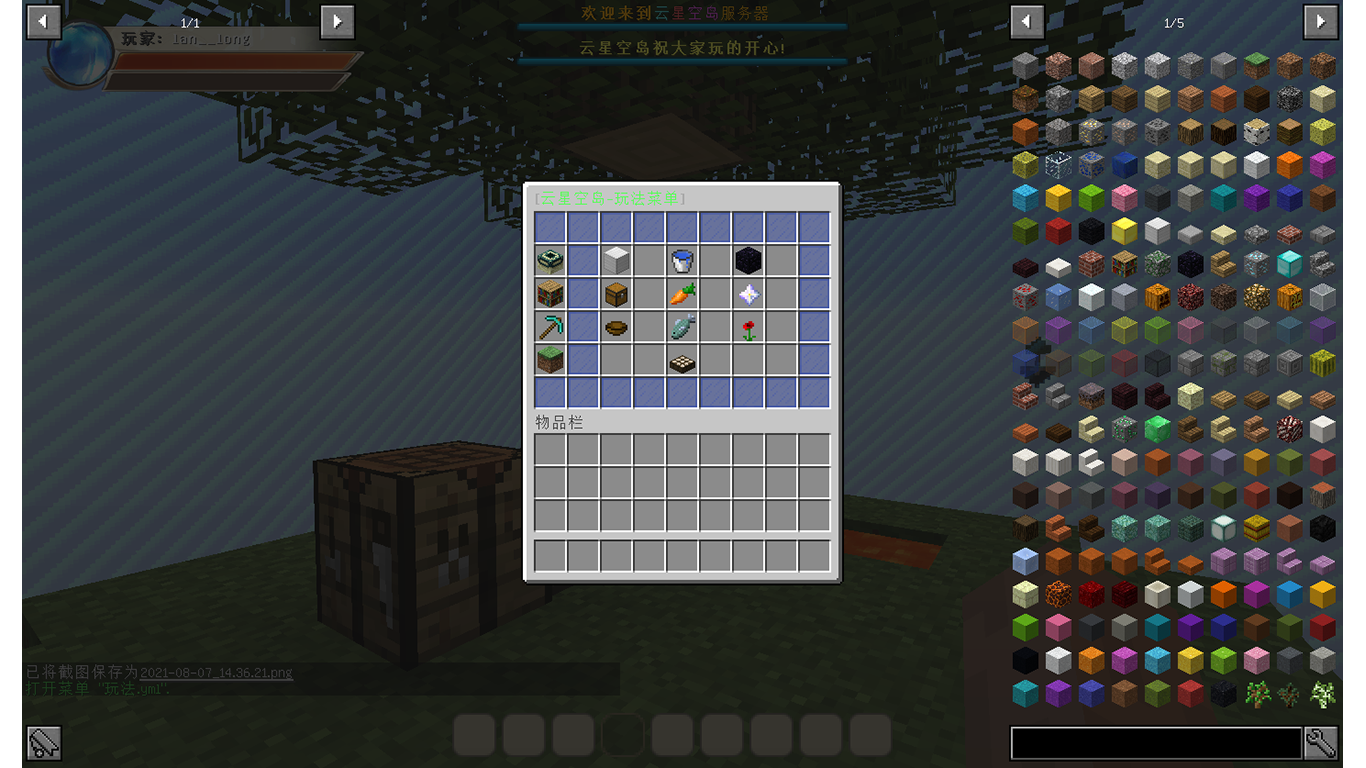 1/1
欢迎来到云星空岛服务器
1/5
玩家: lan__long
云星空岛祝大家玩的开心!
[云星空岛-玩法菜单]
物品栏
已将截图保存为2021-08-07_14.36.21.png
打开菜单 "玩法.yml".